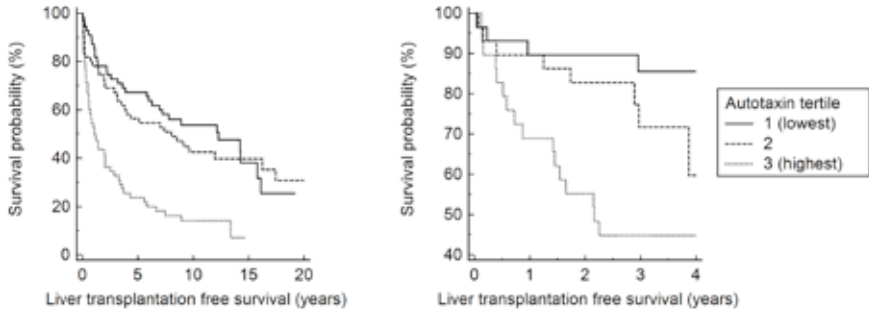 Survival probability (%)
100
80
60
40
20
0
0 5 10 15 20
Liver transplantation free survival (years)
Survival probability (%)
100
90
80
70
60
50
40
0 1 2 3 4
Liver transplantation free survival (years)
Autotaxin tertile
1 (lowest)
2
3 (highest)